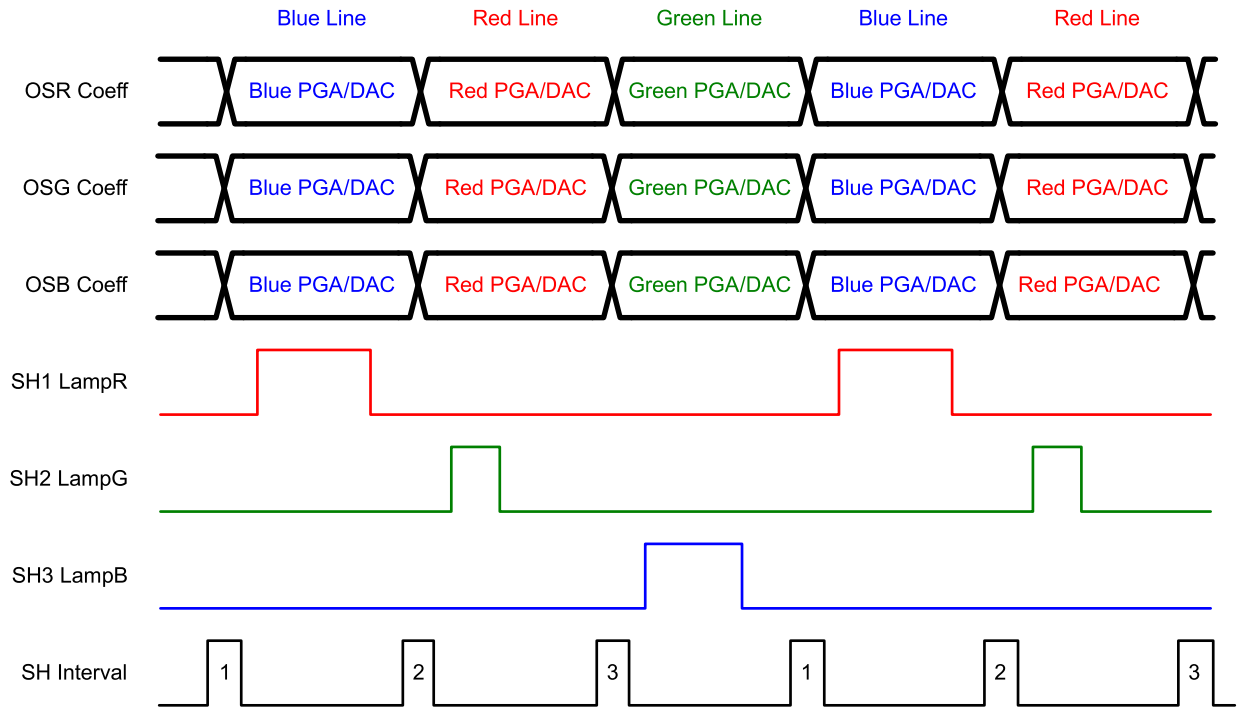 Blue Line Red Line Green Line Blue Line Red Line
OSR Coeff Blue PGA/DAC Red PGA/DAC Green PGA/DAC Blue PGA/DAC Red PGA/DAC
OSG Coeff Blue PGA/DAC Red PGA/DAC Green PGA/DAC Blue PGA/DAC Red PGA/DAC
OSB Coeff Blue PGA/DAC Red PGA/DAC Green PGA/DAC Blue PGA/DAC Red PGA/DAC
SH1 LampR
SH2 LampG
SH3 LampB
SH Interval 1 2 3 1 2 3